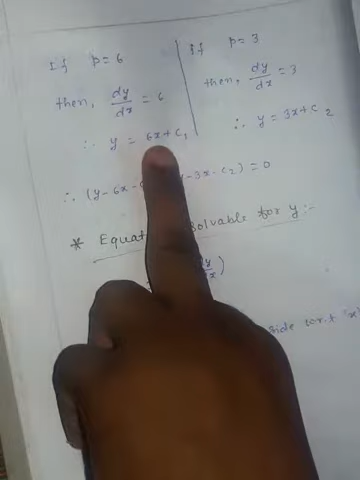 If p=6
then, dy/dx = 6
∴ y = 6x+c₁
If p=3
then, dy/dx = 3
∴ y = 3x+c₂
∴ (y-6x- y-3x-c₂) = 0
* Solvable for y :-
side w.r.t 'x'